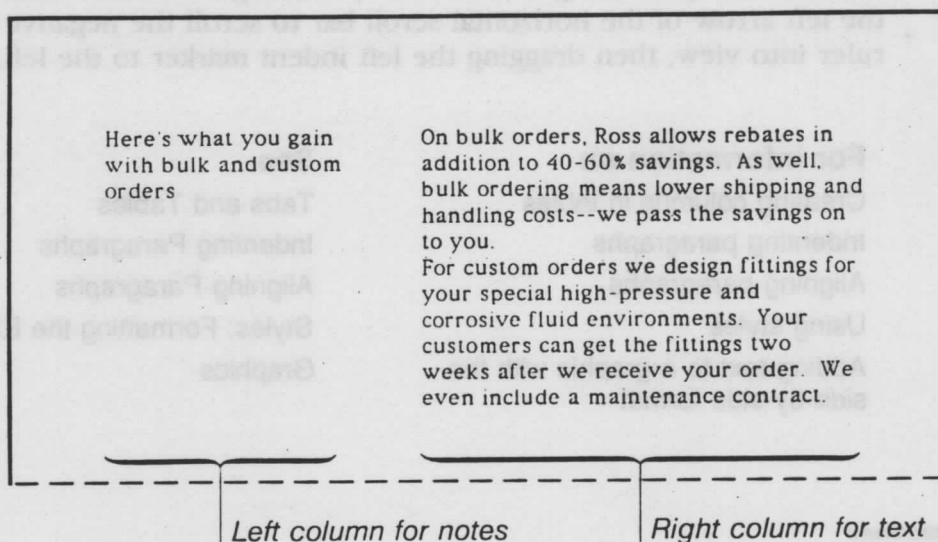 Here's what you gain
with bulk and custom
orders
On bulk orders, Ross allows rebates in
addition to 40-60% savings. As well,
bulk ordering means lower shipping and
handling costs--we pass the savings on
to you.
For custom orders we design fittings for
your special high-pressure and
corrosive fluid environments. Your
customers can get the fittings two
weeks after we receive your order. We
even include a maintenance contract.
Left column for notes
Right column for text